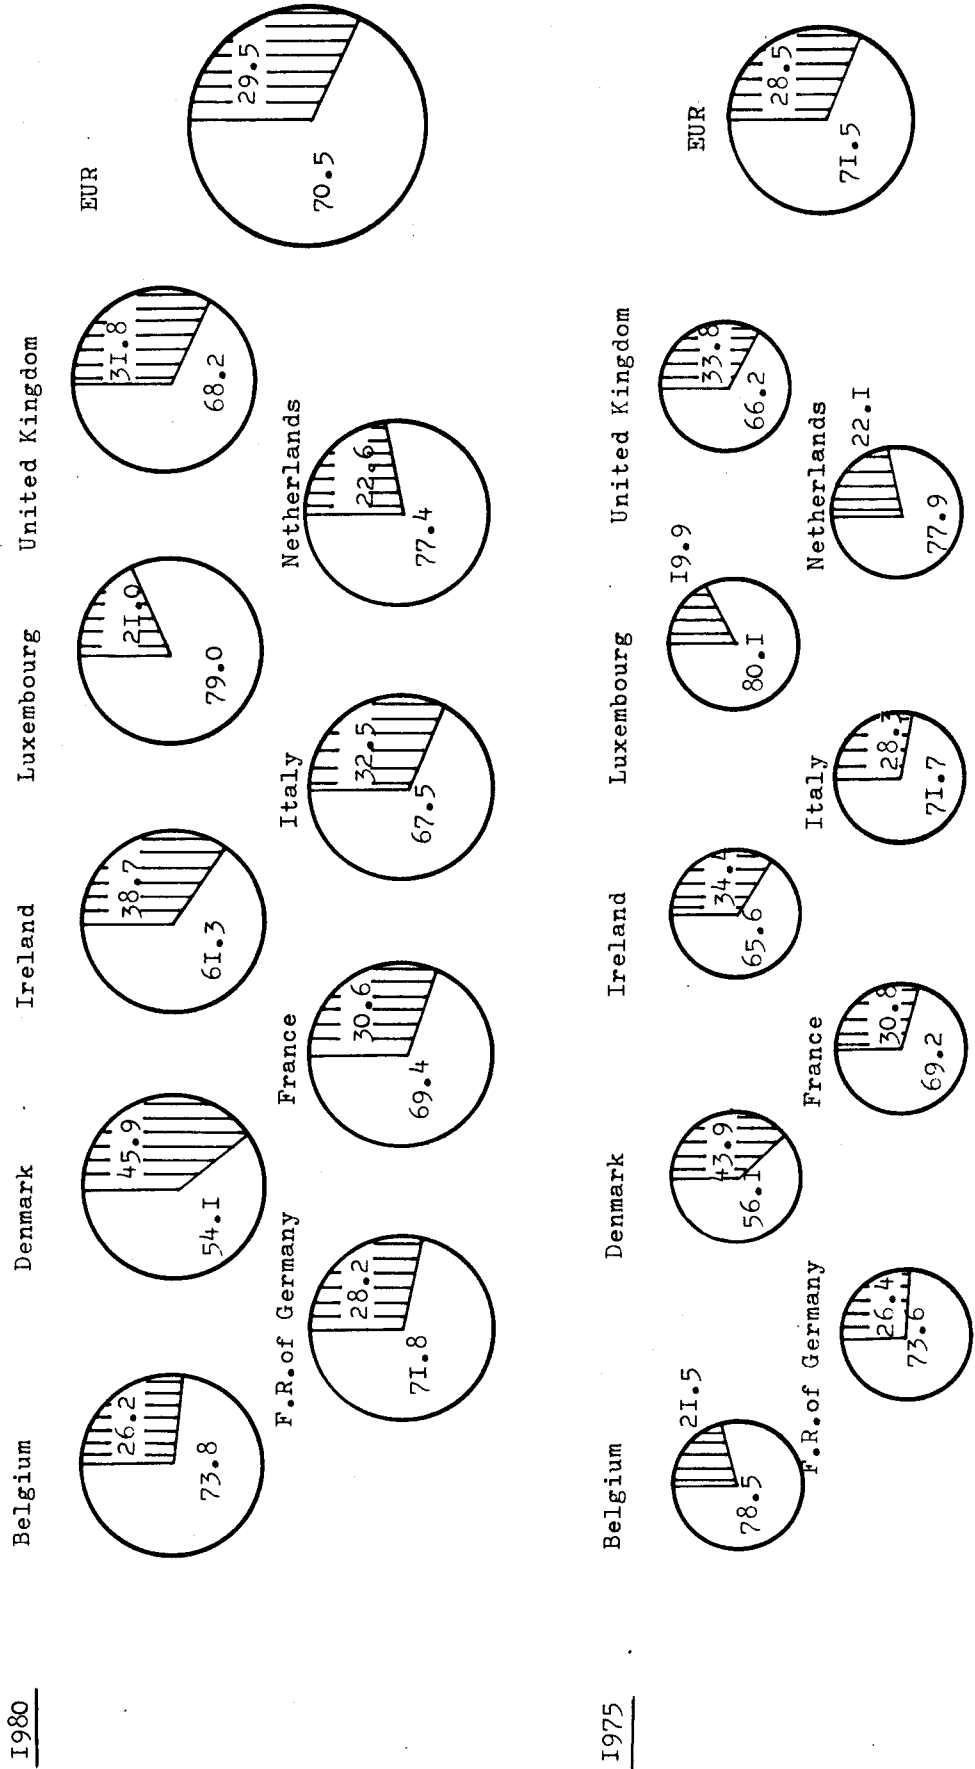 1980
Belgium
26.2
73.8
Denmark
45.9
54.1
Ireland
38.7
61.3
Luxembourg
21.0
79.0
United Kingdom
31.8
68.2
EUR
29.5
70.5
F.R.of Germany
28.2
71.8
France
30.6
69.4
Italy
32.5
67.5
Netherlands
22.6
77.4
1975
Belgium
21.5
78.5
Denmark
43.9
56.1
Ireland
34.4
65.6
Luxembourg
19.9
80.1
United Kingdom
33.8
66.2
EUR
28.5
71.5
F.R.of Germany
26.4
73.6
France
30.8
69.2
Italy
28.3
71.7
Netherlands
22.1
77.9